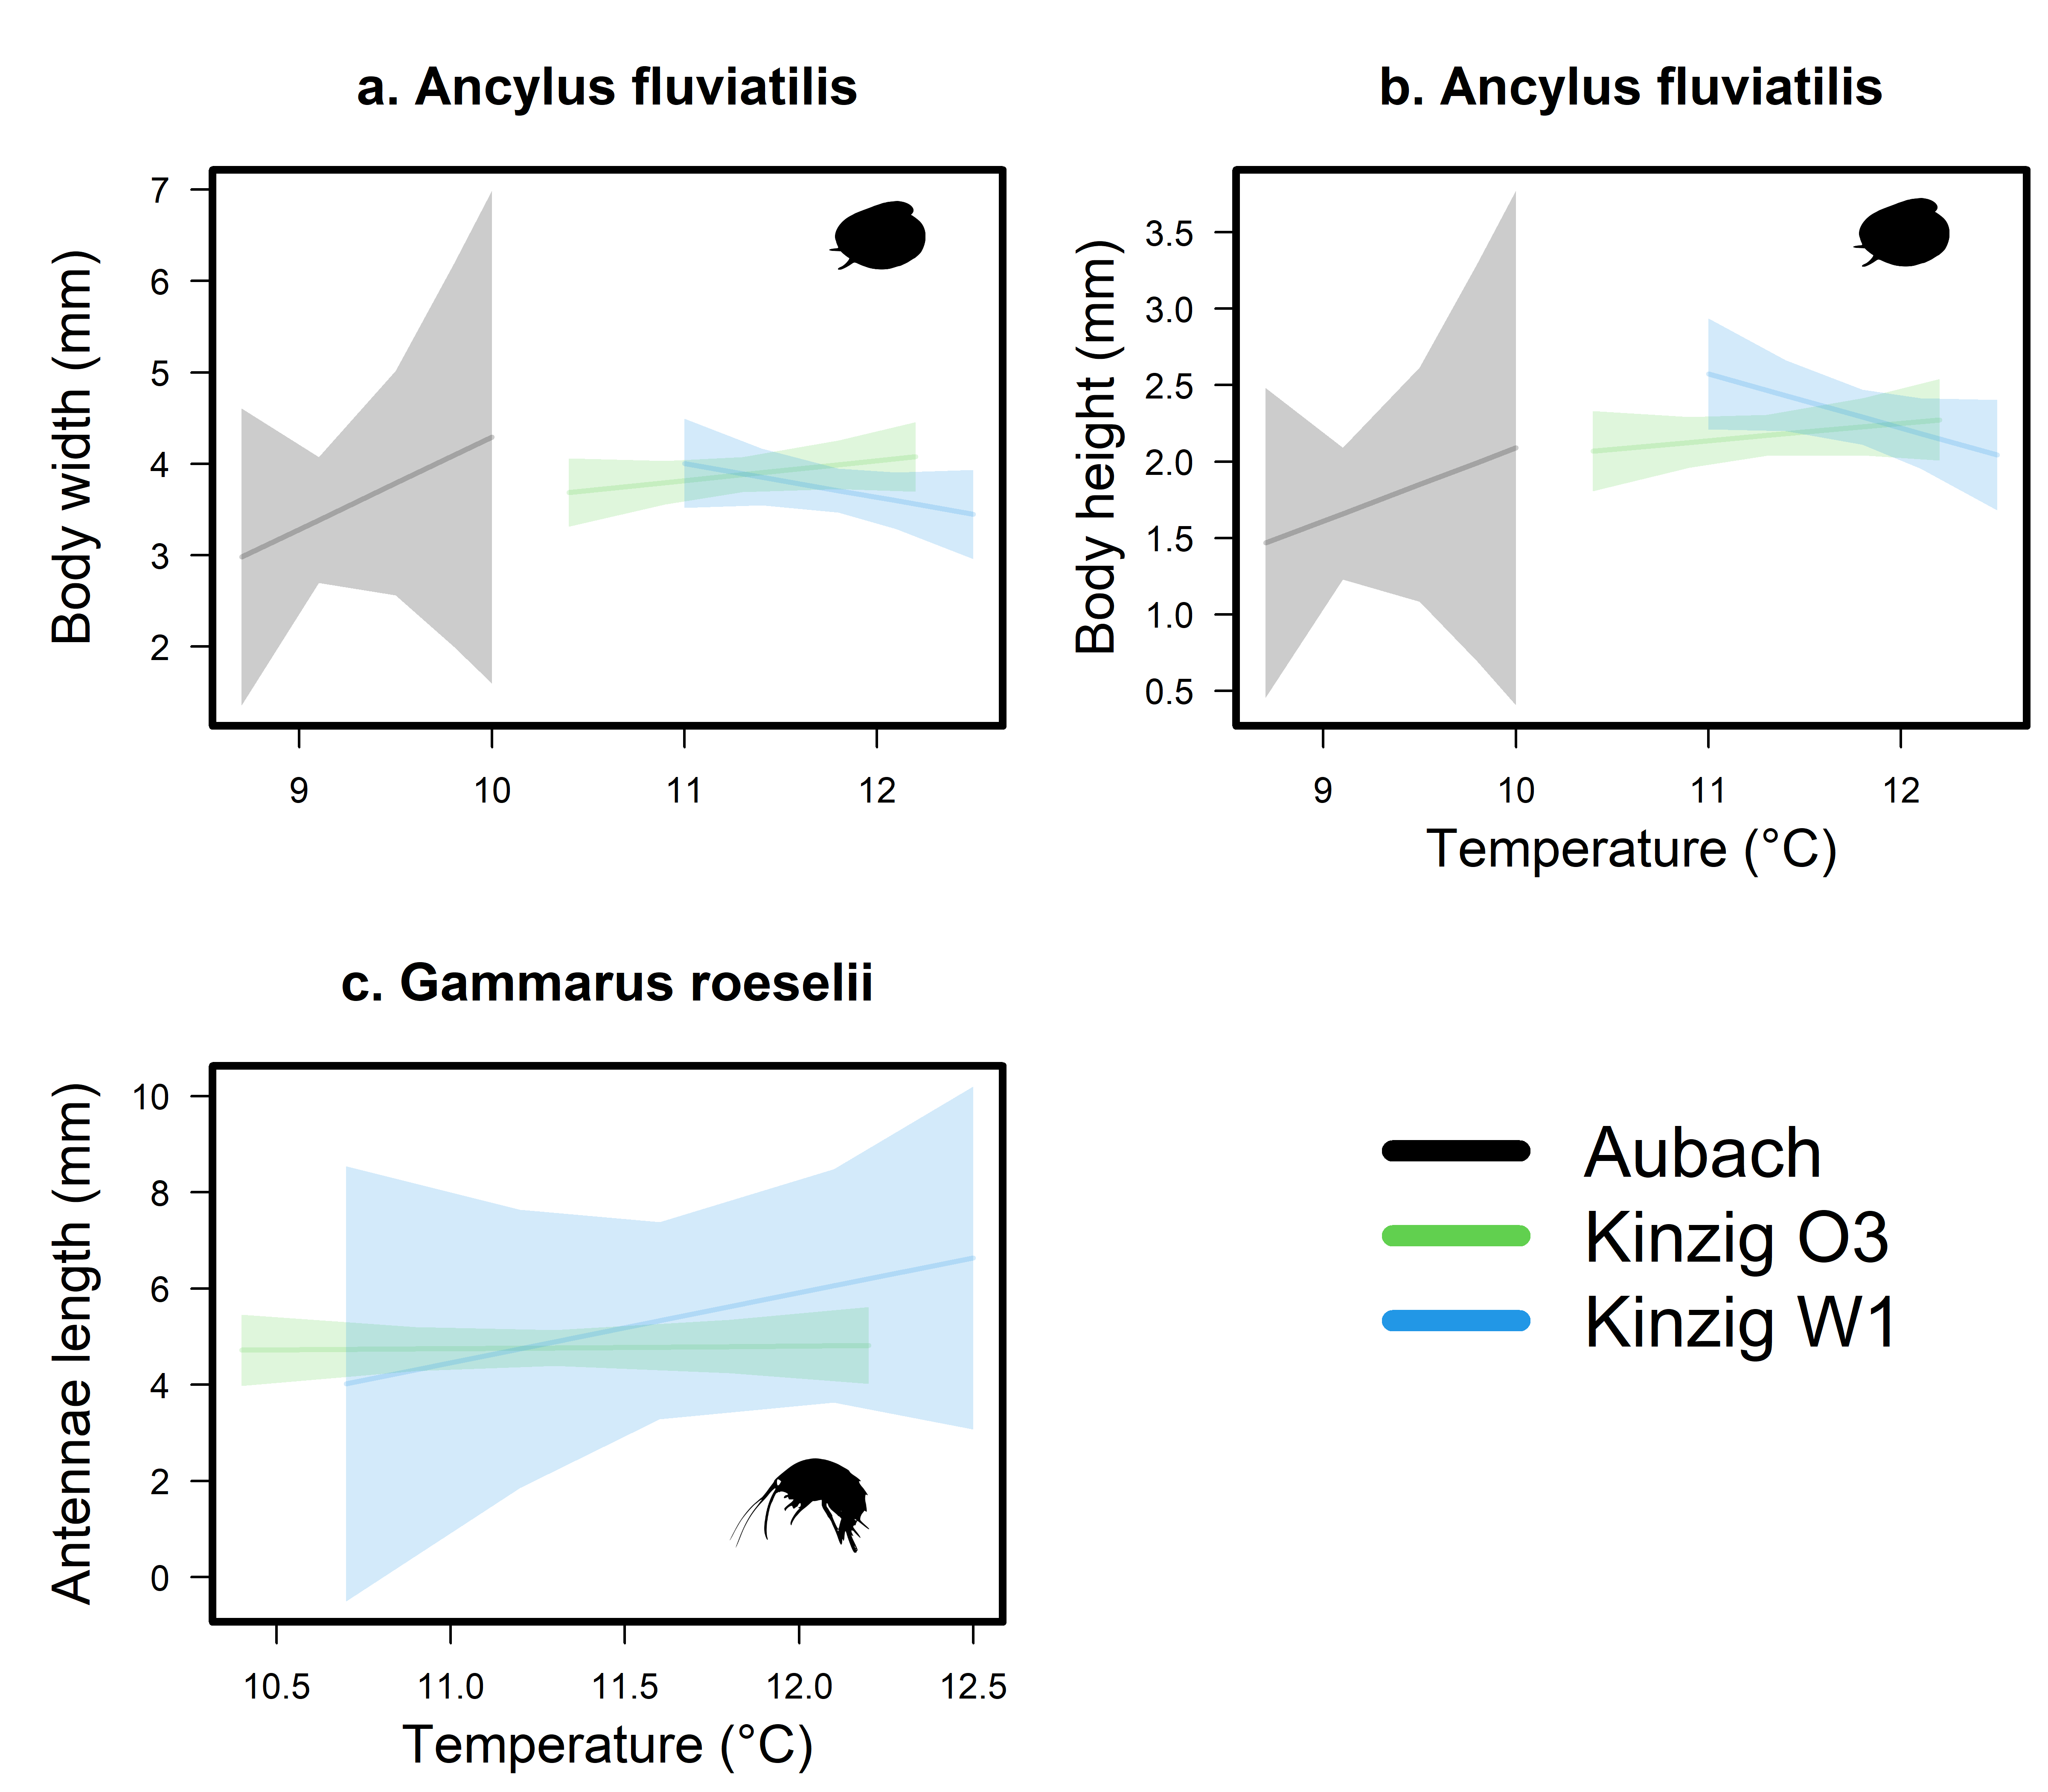 a. Ancylus fluviatilis
Body width (mm)
7
6
5
4
3
2
9 10 11 12
b. Ancylus fluviatilis
Body height (mm)
3.5
3.0
2.5
2.0
1.5
1.0
0.5
9 10 11 12
Temperature (°C)
c. Gammarus roeselii
Antennae length (mm)
10
8
6
4
2
0
10.5 11.0 11.5 12.0 12.5
Temperature (°C)
Aubach
Kinzig O3
Kinzig W1